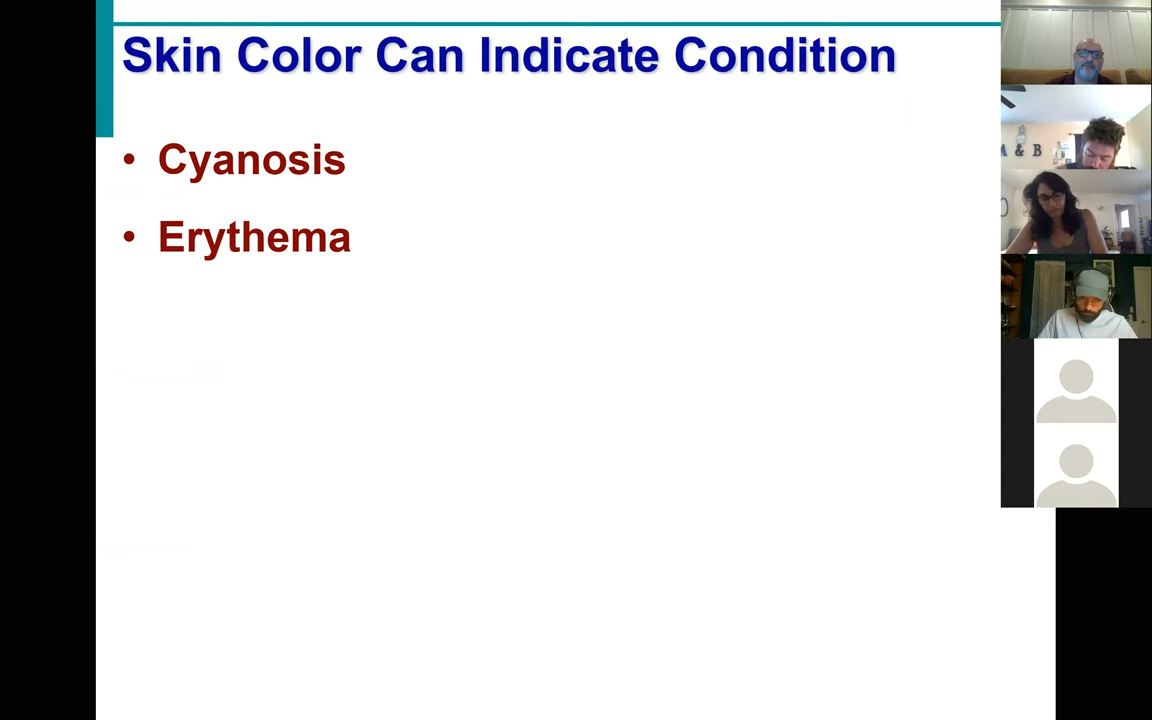 Skin Color Can Indicate Condition
• Cyanosis
• Erythema
A & B